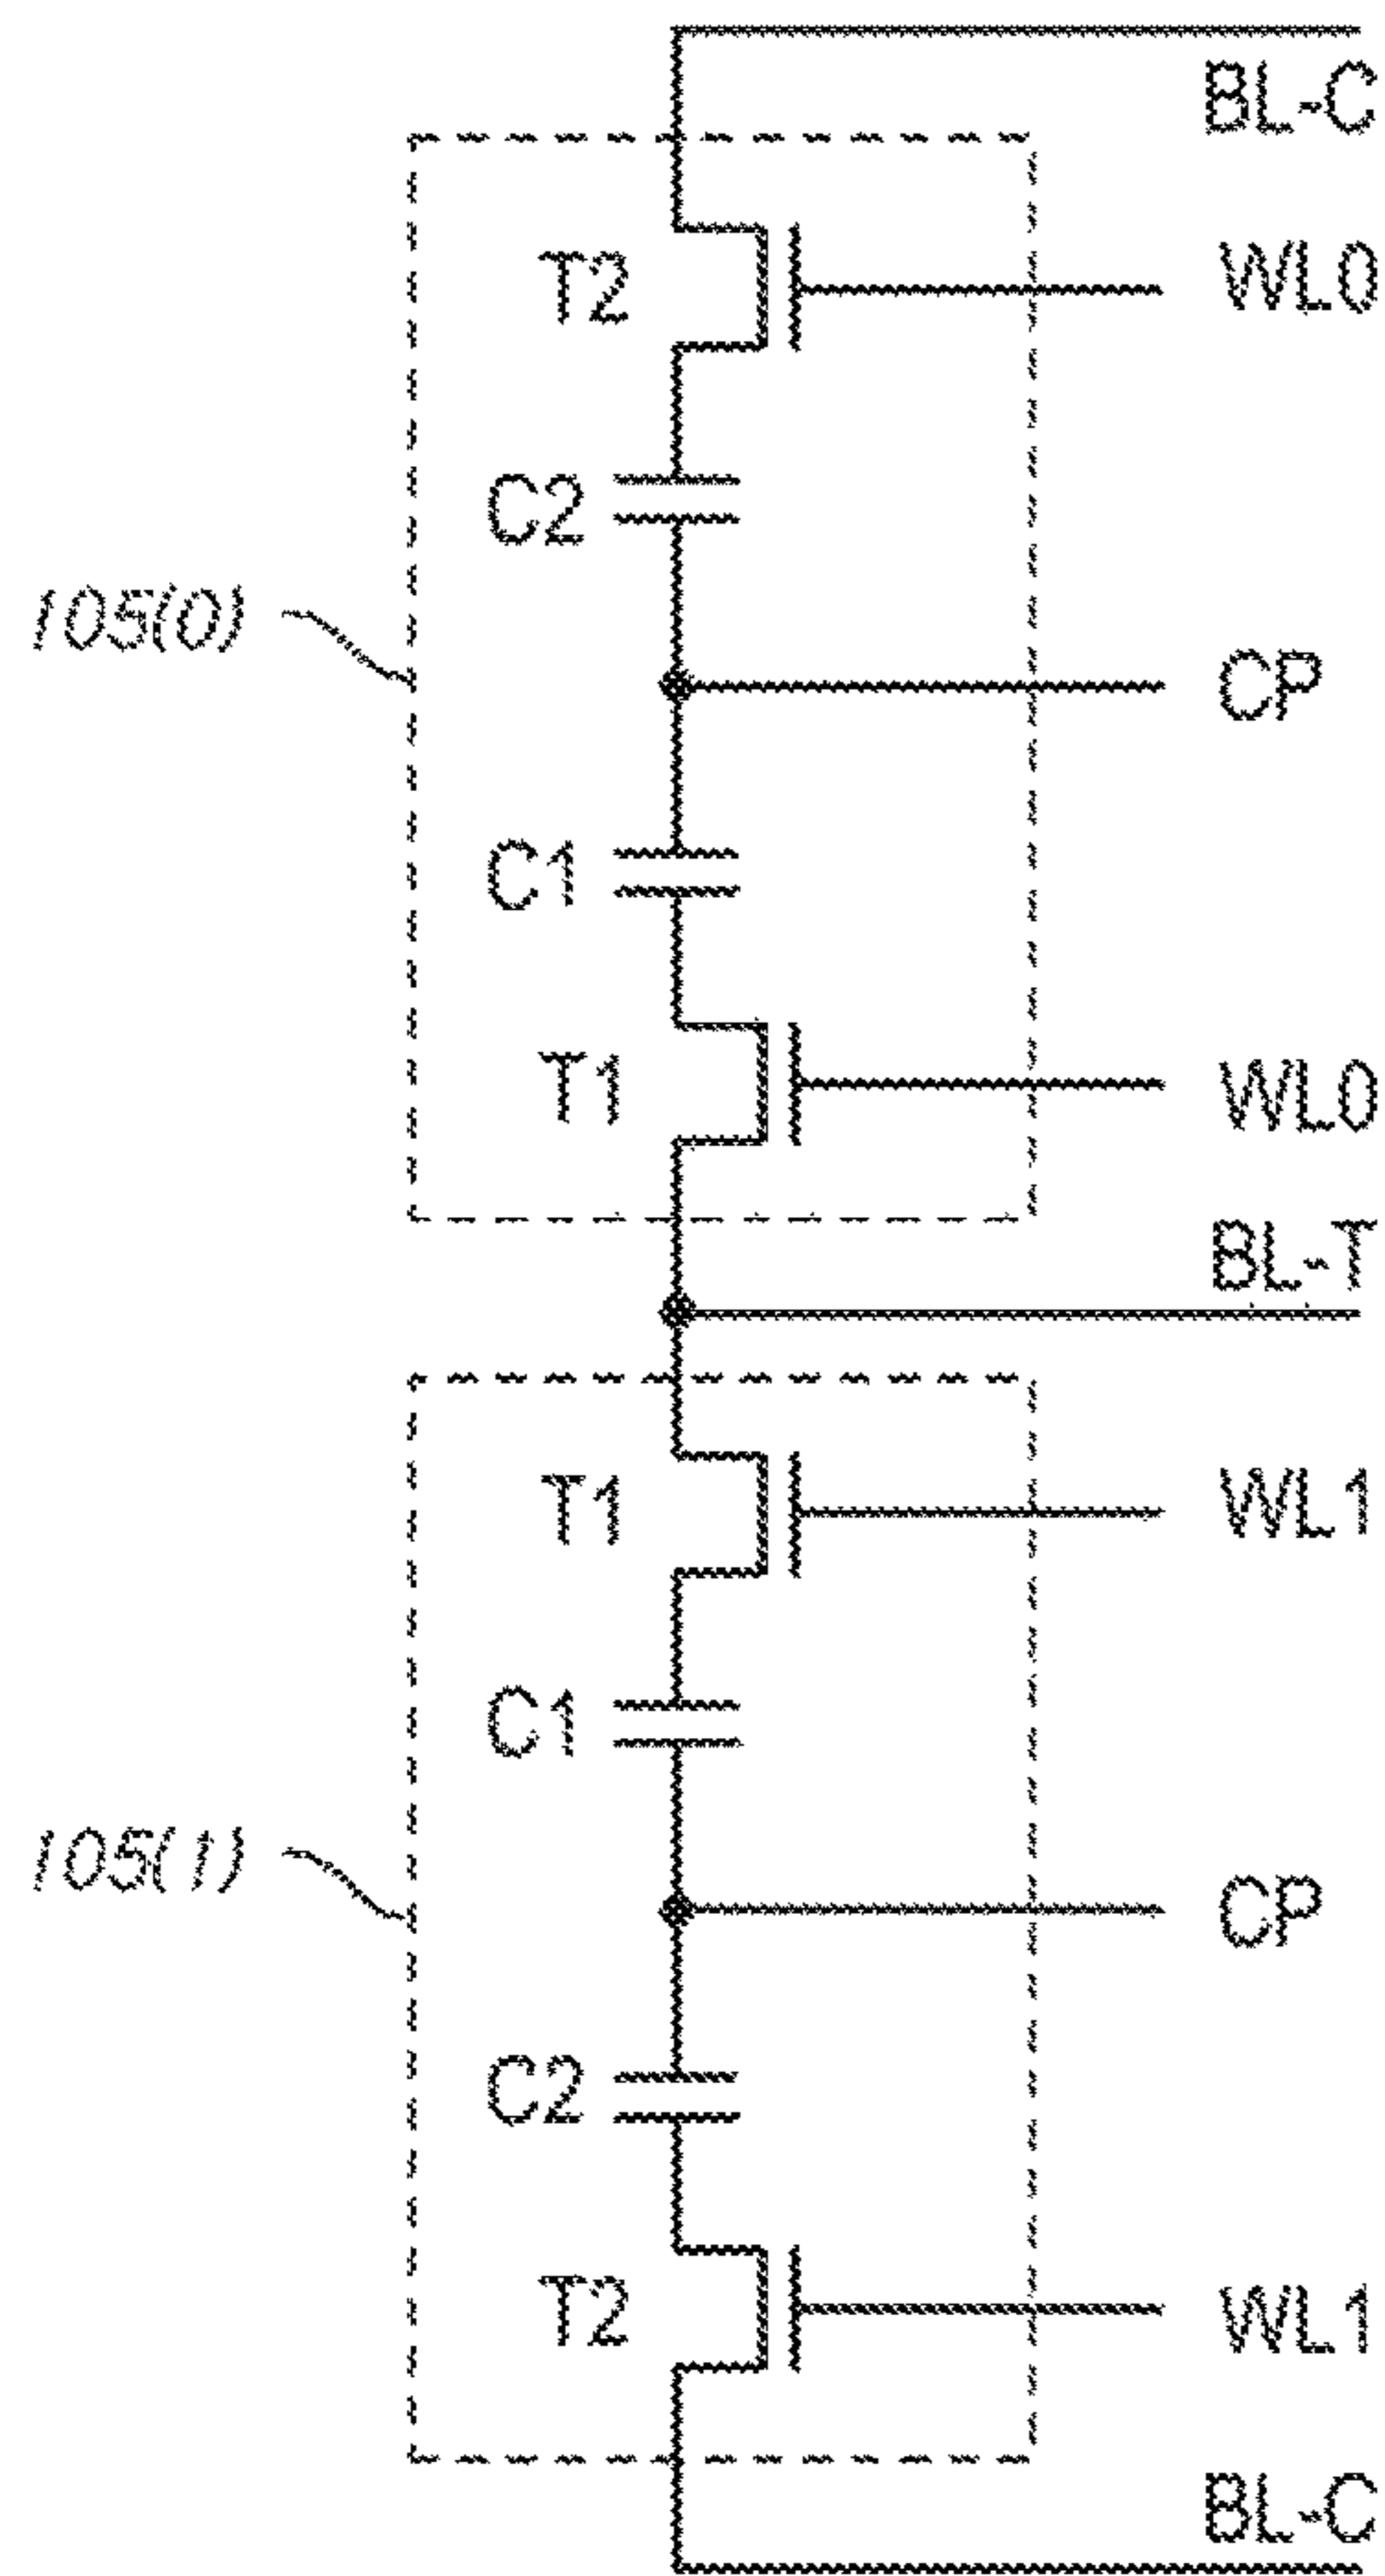 BL-C
T2 WL0
C2
105(0)
CP
C1
T1 WL0
BL-T
T1 WL1
C1
105(1)
CP
C2
T2 WL1
BL-C